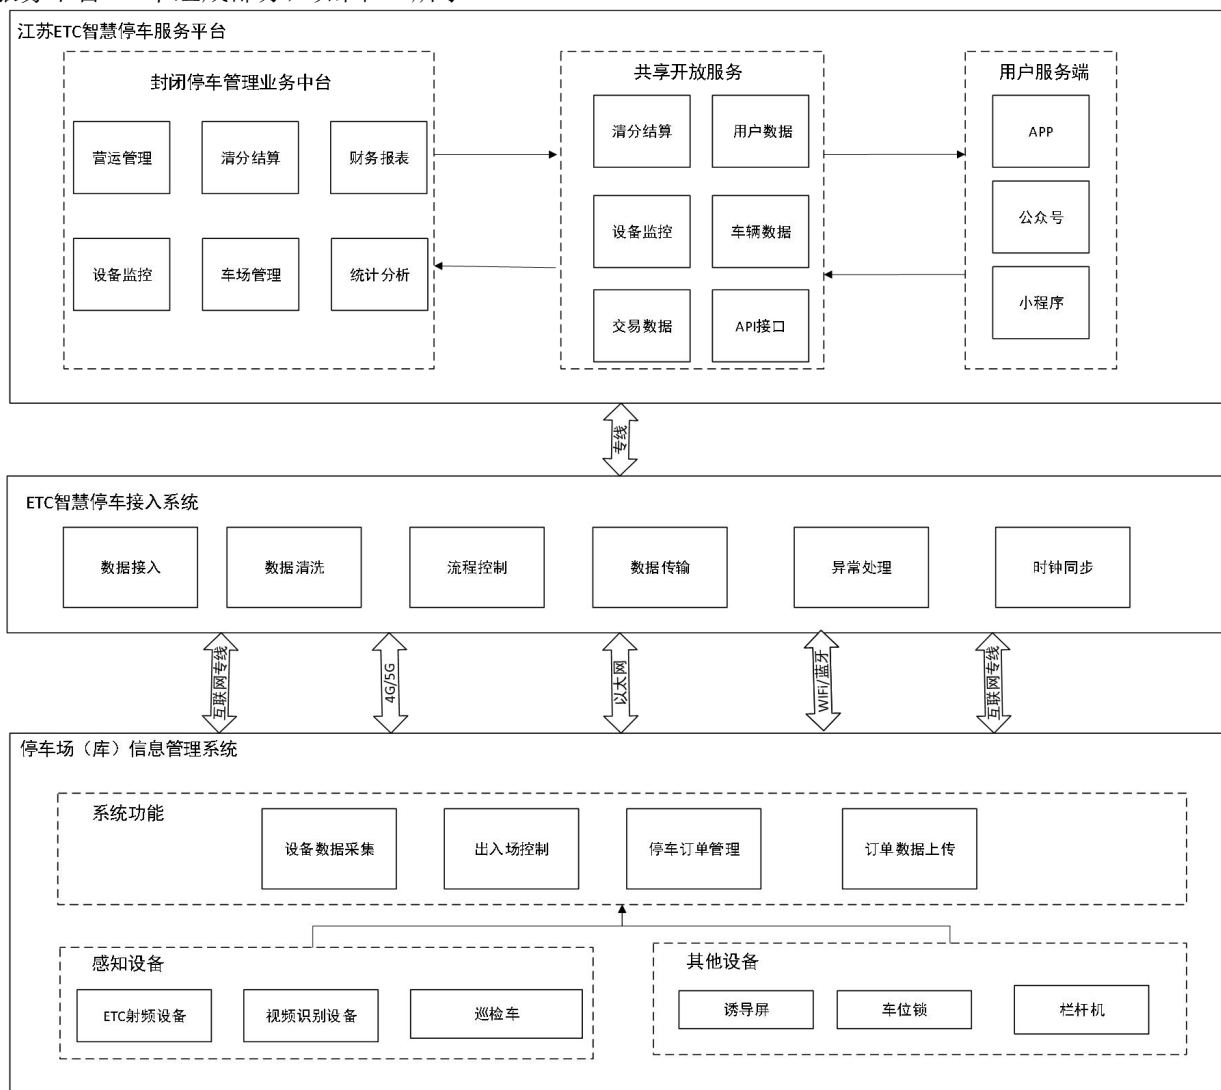 江苏ETC智慧停车服务平台
封闭停车管理业务中台
营运管理
清分结算
财务报表
设备监控
车场管理
统计分析
共享开放服务
清分结算
用户数据
设备监控
车辆数据
交易数据
API接口
用户服务端
APP
公众号
小程序
专线
ETC智慧停车接入系统
数据接入
数据清洗
流程控制
数据传输
异常处理
时钟同步
互联网专线
4G/5G
以太网
WIFi/蓝牙
互联网专线
停车场（库）信息管理系统
系统功能
设备数据采集
出入场控制
停车订单管理
订单数据上传
感知设备
ETC射频设备
视频识别设备
巡检车
其他设备
诱导屏
车位锁
栏杆机